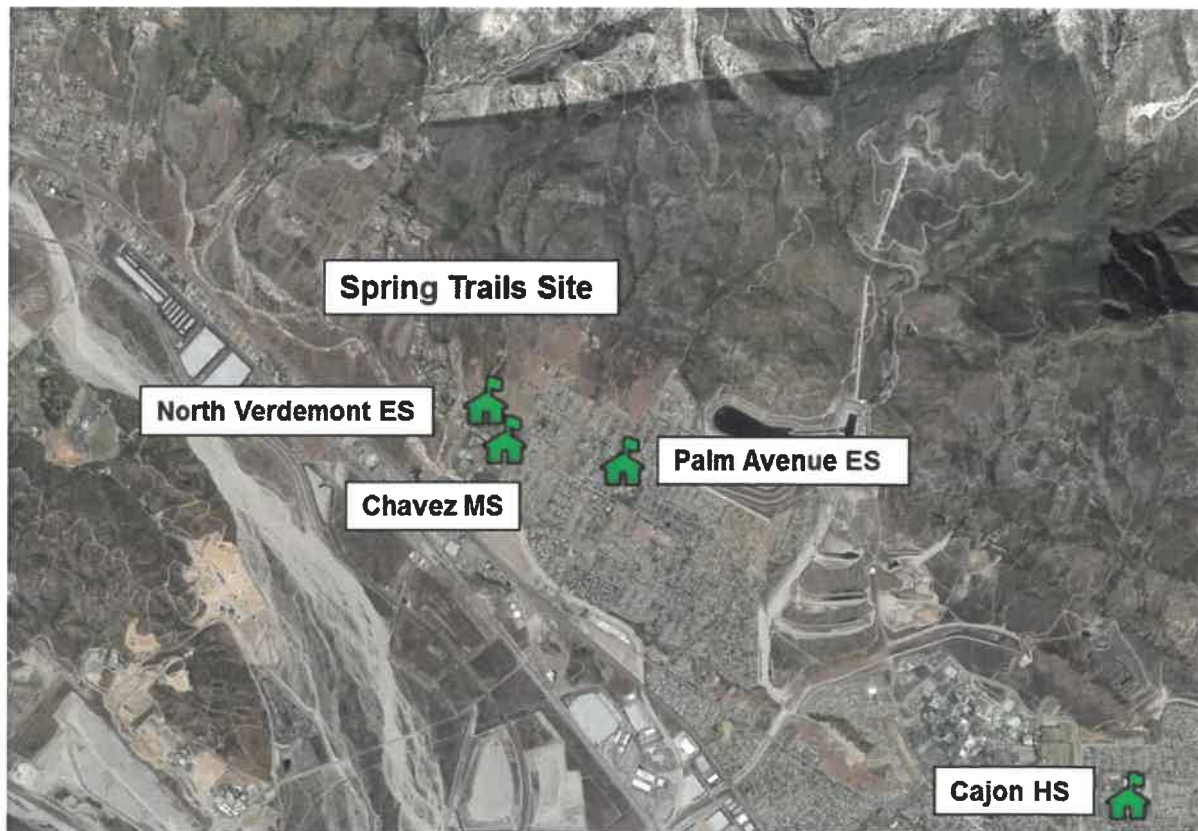 Spring Trails Site
North Verdemont ES
Palm Avenue ES
Chavez MS
Cajon HS